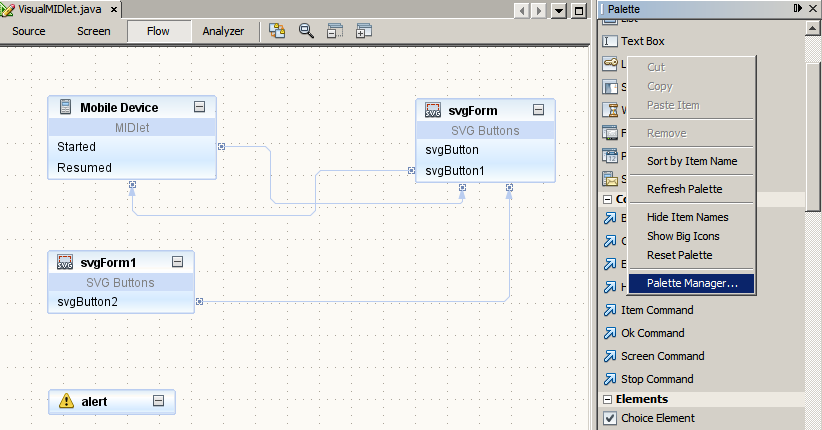 VisualMIDlet.java
Source Screen Flow Analyzer
Mobile Device
MIDlet
Started
Resumed
svgForm
SVG Buttons
svgButton
svgButton1
svgForm1
SVG Buttons
svgButton2
alert
Palette
List
Text Box
Cut
Copy
Paste Item
Remove
Sort by Item Name
Refresh Palette
Hide Item Names
Show Big Icons
Reset Palette
Palette Manager...
Item Command
Ok Command
Screen Command
Stop Command
Elements
Choice Element